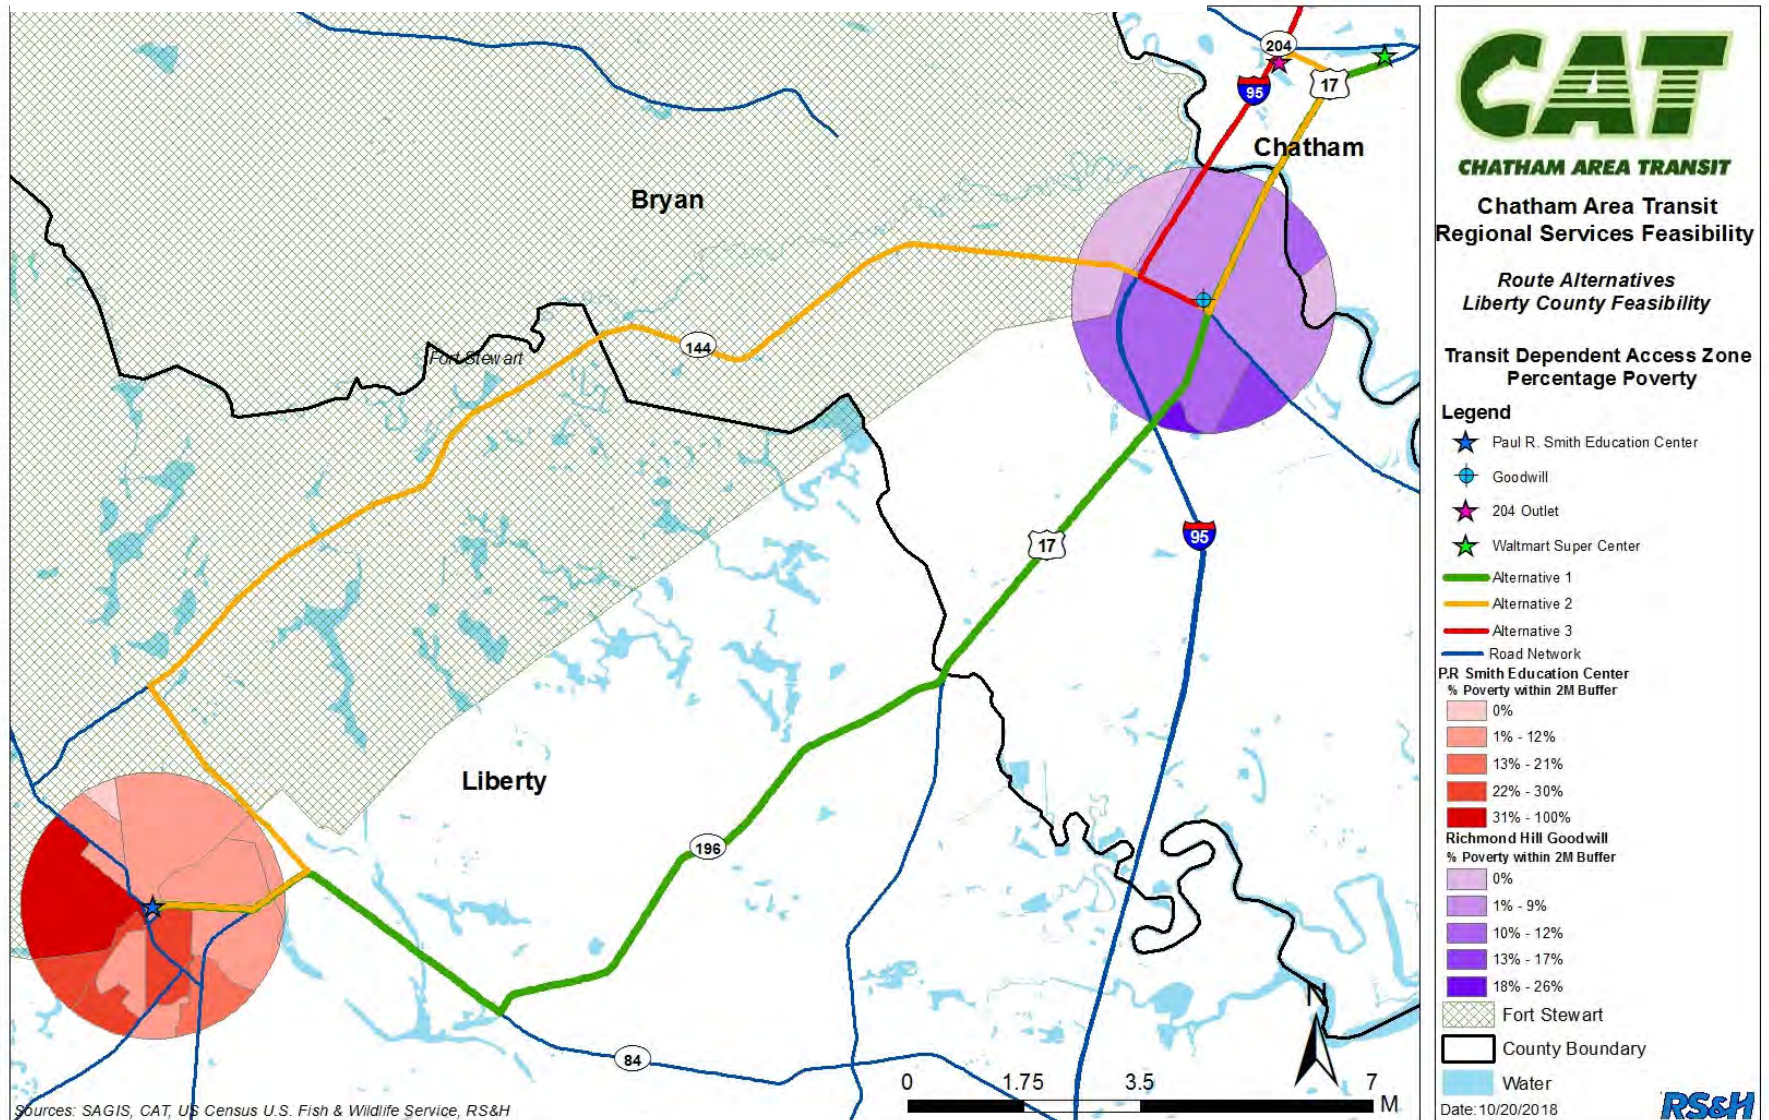 204
17
95
Chatham
Bryan
144
Fort Stewart
17
95
Liberty
196
84
N
0 1.75 3.5 7
M
Sources: SAGIS, CAT, US Census U.S. Fish & Wildlife Service, RS&H
CAT
CHATHAM AREA TRANSIT
Chatham Area Transit
Regional Services Feasibility
Route Alternatives
Liberty County Feasibility
Transit Dependent Access Zone
Percentage Poverty
Legend
Paul R. Smith Education Center
Goodwill
204 Outlet
Waltmart Super Center
Alternative 1
Alternative 2
Alternative 3
Road Network
P.R Smith Education Center
% Poverty within 2M Buffer
0%
1% - 12%
13% - 21%
22% - 30%
31% - 100%
Richmond Hill Goodwill
% Poverty within 2M Buffer
0%
1% - 9%
10% - 12%
13% - 17%
18% - 26%
Fort Stewart
County Boundary
Water
Date: 10/20/2018
RS&H